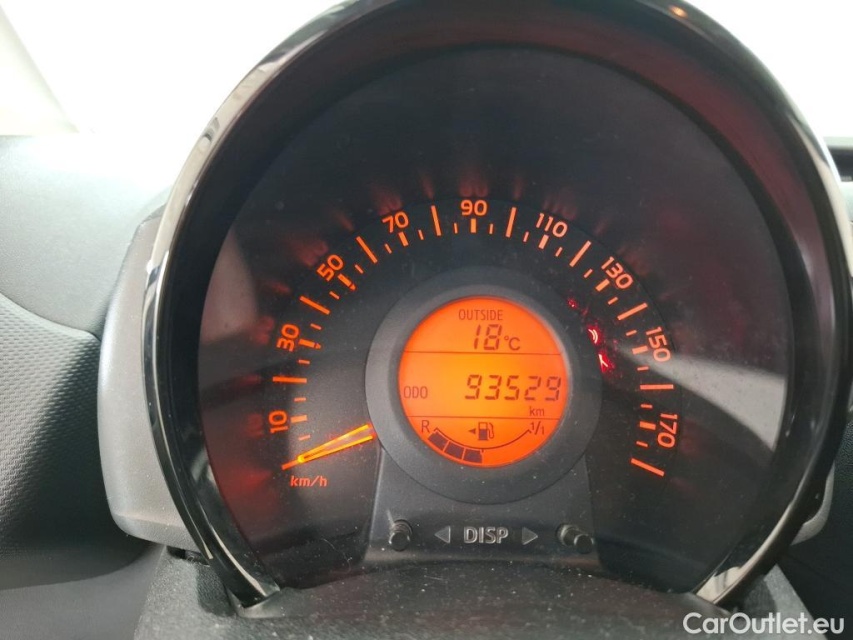 10 30 50 70 90 110 130 150 170
km/h
OUTSIDE
18°C
ODO 93529
km
R 1/1
DISP
CarOutlet.eu